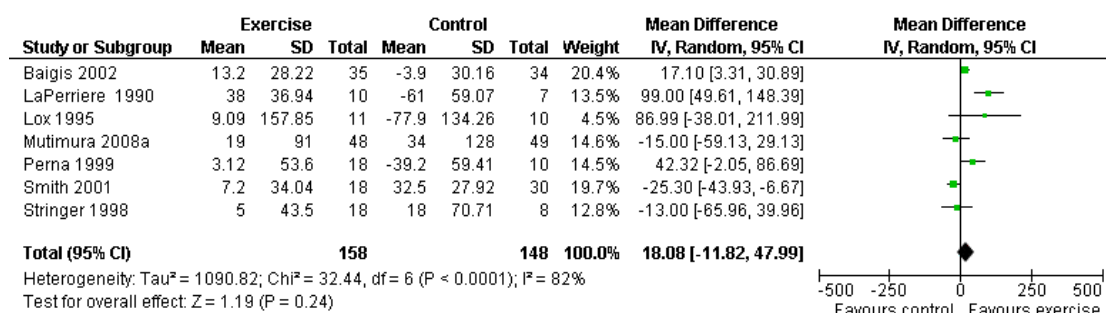 Exercise Control Mean Difference Mean Difference
Study or Subgroup Mean SD Total Mean SD Total Weight IV, Random, 95% CI IV, Random, 95% CI
Baigis 2002 13.2 28.22 35 -3.9 30.16 34 20.4% 17.10 [3.31, 30.89]
LaPerriere 1990 38 36.94 10 -61 59.07 7 13.5% 99.00 [49.61, 148.39]
Lox 1995 9.09 157.85 11 -77.9 134.26 10 4.5% 86.99 [-38.01, 211.99]
Mutimura 2008a 19 91 48 34 128 49 14.6% -15.00 [-59.13, 29.13]
Perna 1999 3.12 53.6 18 -39.2 59.41 10 14.5% 42.32 [-2.05, 86.69]
Smith 2001 7.2 34.04 18 32.5 27.92 30 19.7% -25.30 [-43.93, -6.67]
Stringer 1998 5 43.5 18 18 70.71 8 12.8% -13.00 [-65.96, 39.96]
Total (95% CI) 158 148 100.0% 18.08 [-11.82, 47.99]
Heterogeneity: Tau² = 1090.82; Chi² = 32.44, df = 6 (P < 0.0001); I² = 82%
Test for overall effect: Z = 1.19 (P = 0.24)
-500 -250 0 250 500
Favours control Favours exercise